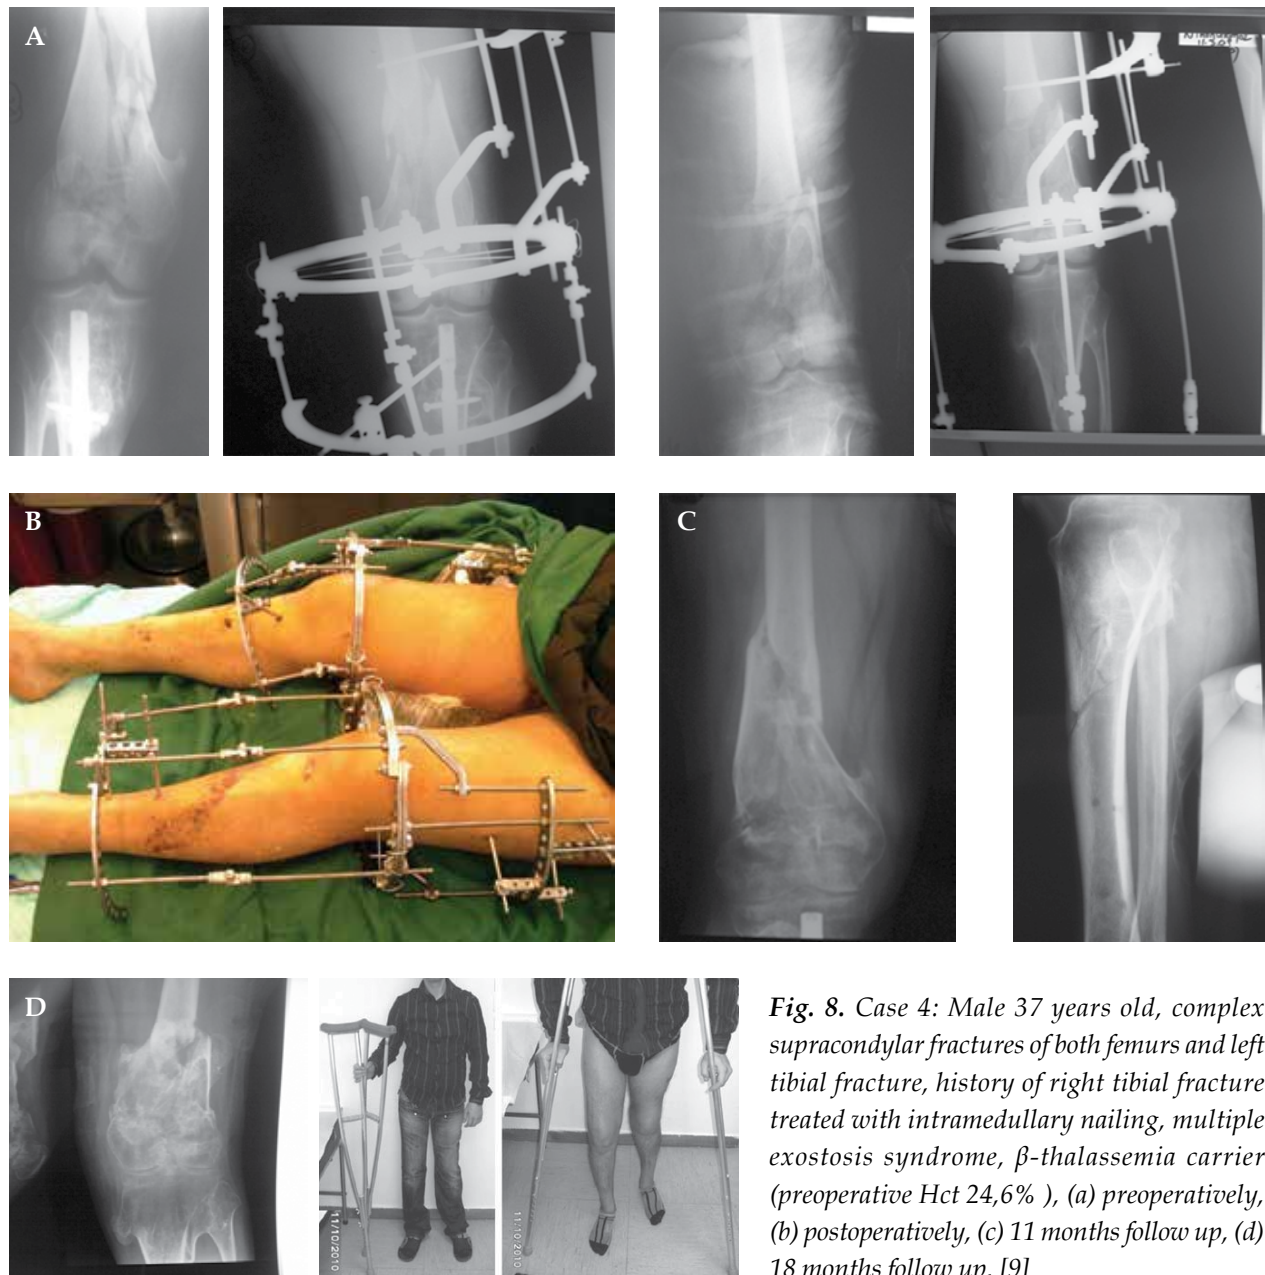 A
B
C
D
11/10/2010
11/10/2010
Fig. 8. Case 4: Male 37 years old, complex
supracondylar fractures of both femurs and left
tibial fracture, history of right tibial fracture
treated with intramedullary nailing, multiple
exostosis syndrome, β-thalassemia carrier
(preoperative Hct 24,6% ), (a) preoperatively,
(b) postoperatively, (c) 11 months follow up, (d)
18 months follow up. [9]